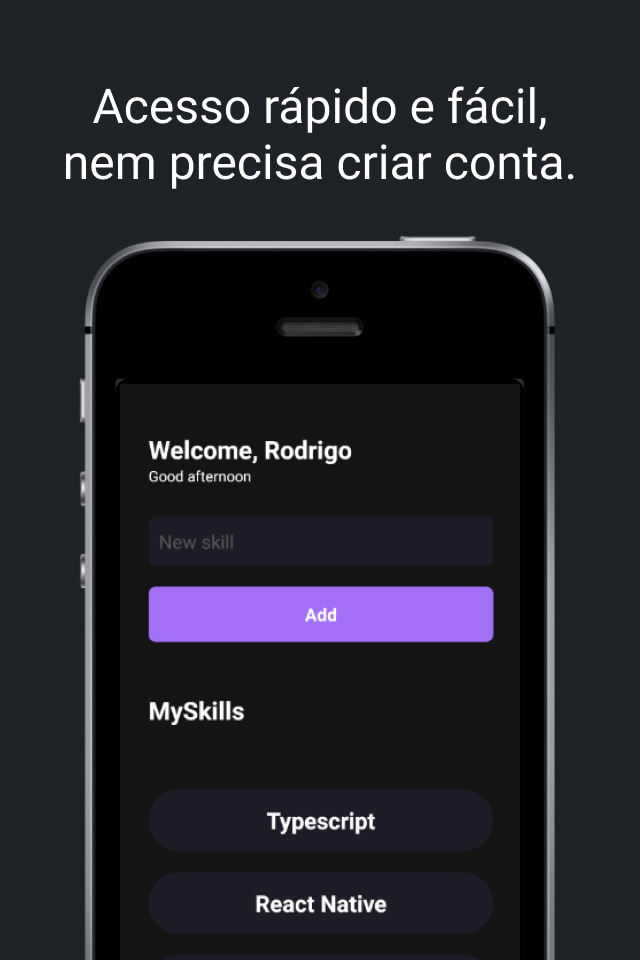 Acesso rápido e fácil,
nem precisa criar conta.
Welcome, Rodrigo
Good afternoon
New skill
Add
MySkills
Typescript
React Native